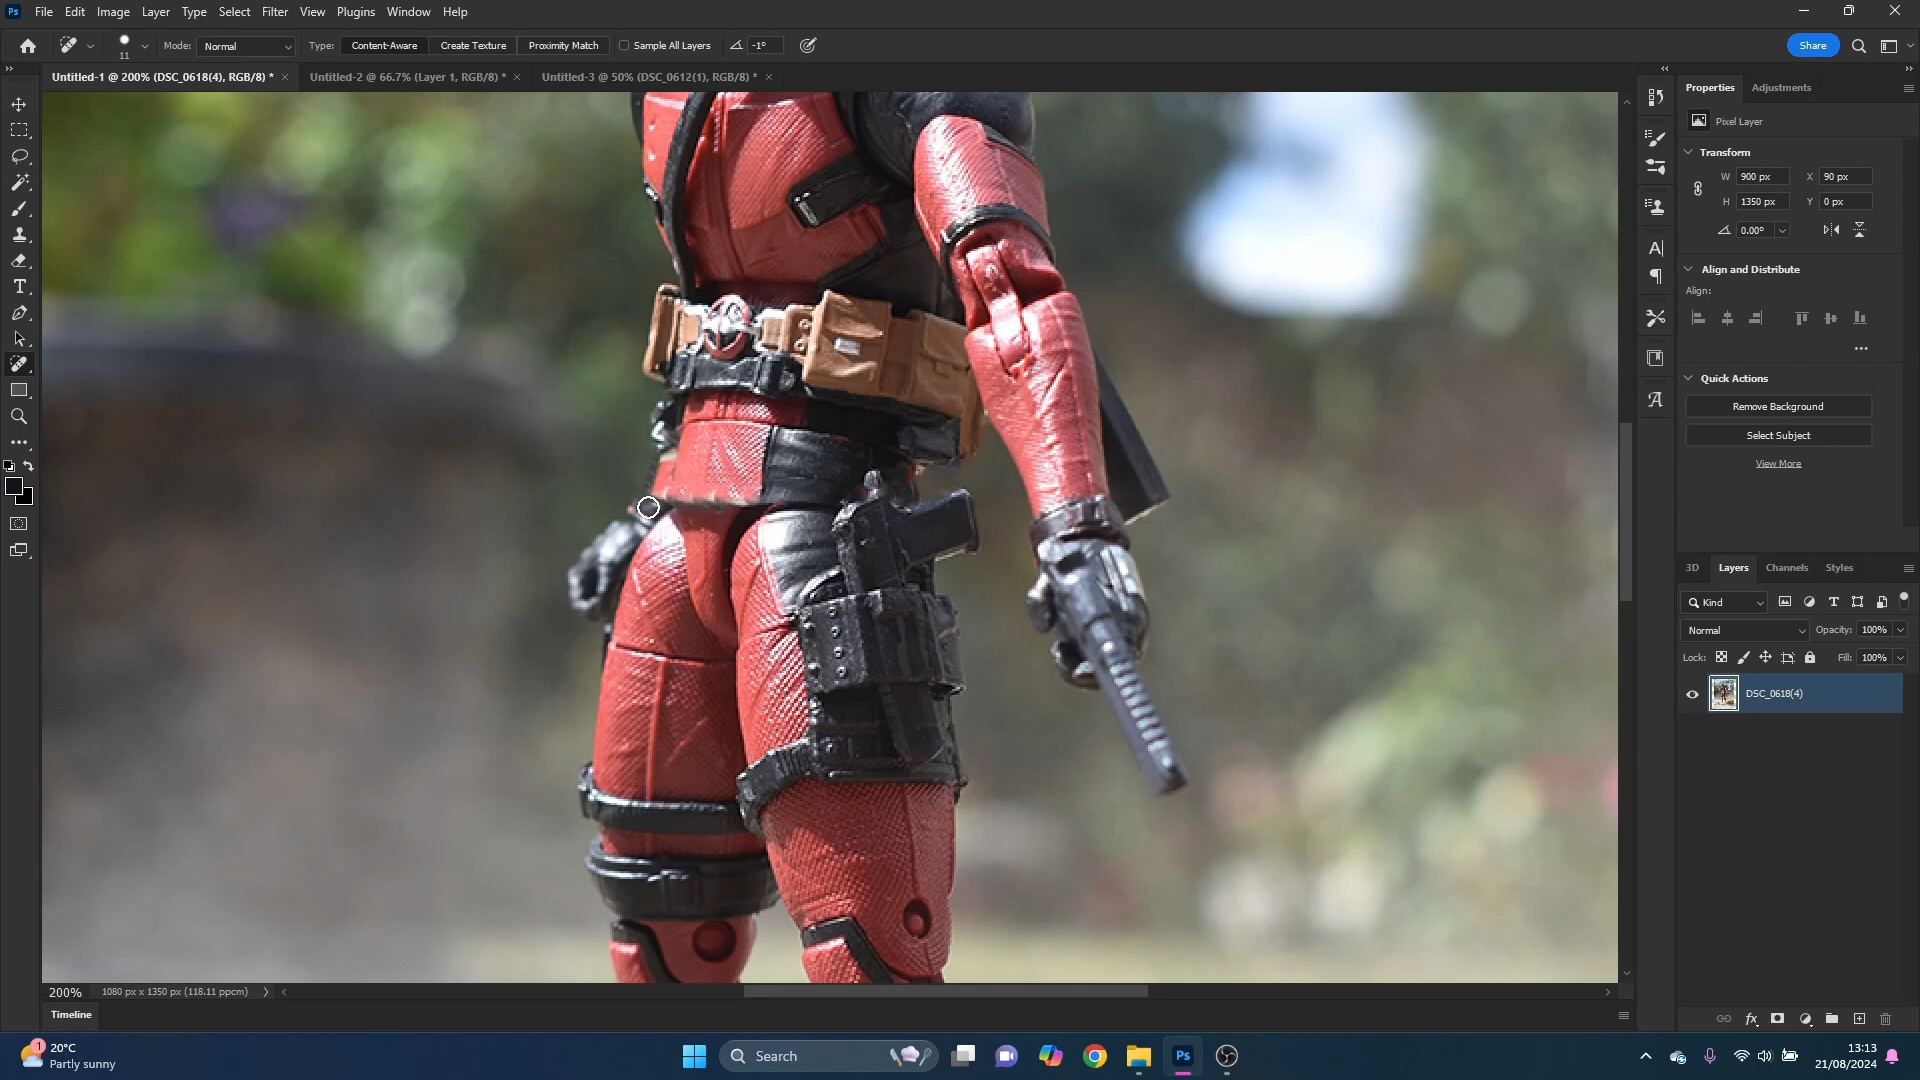 Ps File Edit Image Layer Type Select Filter View Plugins Window Help
11 Mode: Normal Type: Content-Aware Create Texture Proximity Match Sample All Layers -1° Share
Untitled-1 @ 200% (DSC_0618(4), RGB/8) * Untitled-2 @ 66.7% (Layer 1, RGB/8) * Untitled-3 @ 50% (DSC_0612(1), RGB/8) *
Properties Adjustments
Pixel Layer
Transform
W 900 px X 90 px
H 1350 px Y 0 px
0.00°
Align and Distribute
Align:
Quick Actions
Remove Background
Select Subject
View More
3D Layers Channels Styles
Kind
Normal Opacity: 100%
Lock: Fill: 100%
DSC_0618(4)
200% 1080 px x 1350 px (118.11 ppcm)
Timeline
1 20°C
Partly sunny
Search
Ps
13:13
21/08/2024